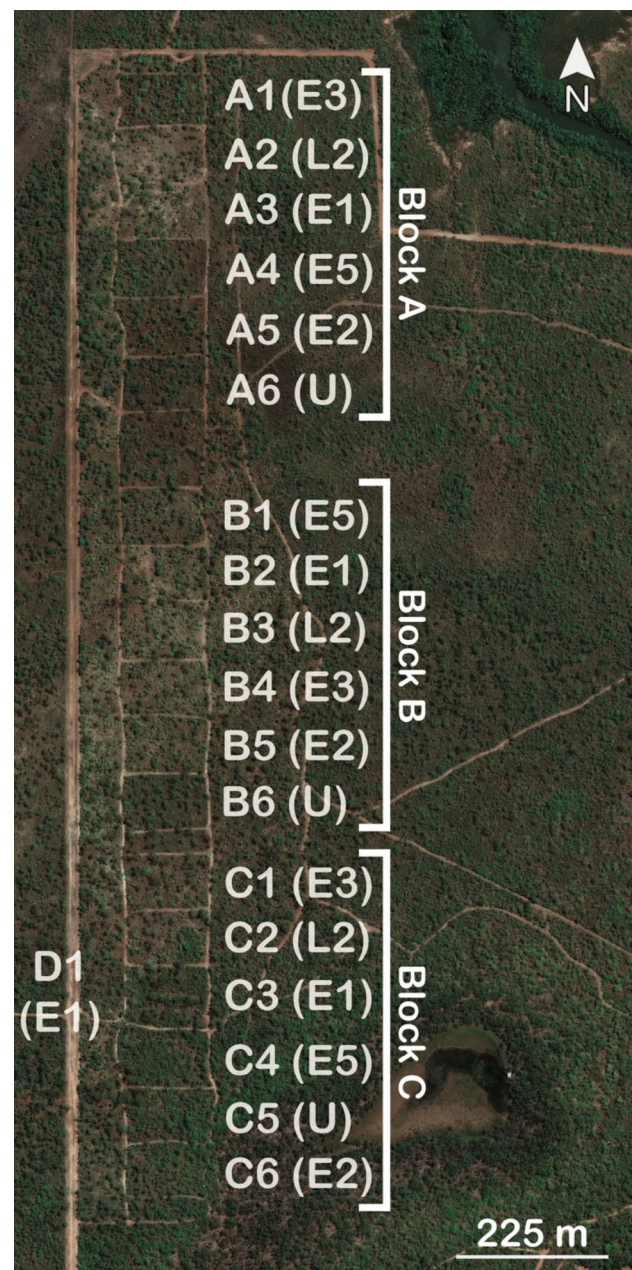 N
A1(E3)
A2 (L2)
A3 (E1)
A4 (E5)
A5 (E2)
A6 (U)
Block A
B1 (E5)
B2 (E1)
B3 (L2)
B4 (E3)
B5 (E2)
B6 (U)
Block B
C1 (E3)
C2 (L2)
C3 (E1)
C4 (E5)
C5 (U)
C6 (E2)
Block C
D1
(E1)
225 m